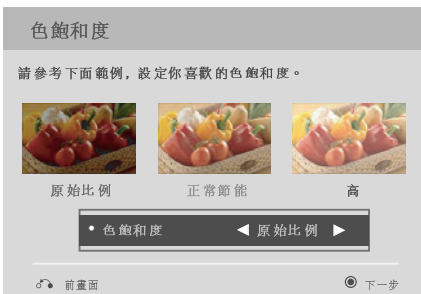 色飽和度
請參考下面範例，設定你喜歡的色飽和度。
原始比例 正常節能 高
• 色飽和度 ◀ 原始比例 ▶
前畫面 ◉ 下一步